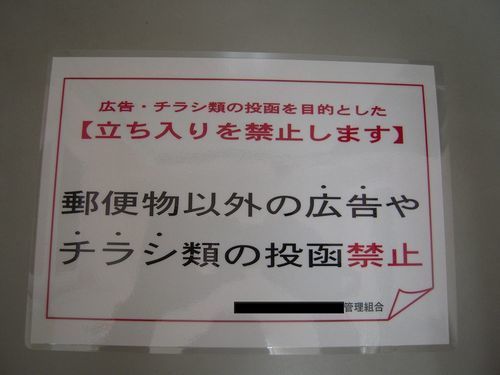 広告・チラシ類の投函を目的とした
【立ち入りを禁止します】
郵便物以外の広告や
チラシ類の投函禁止
管理組合